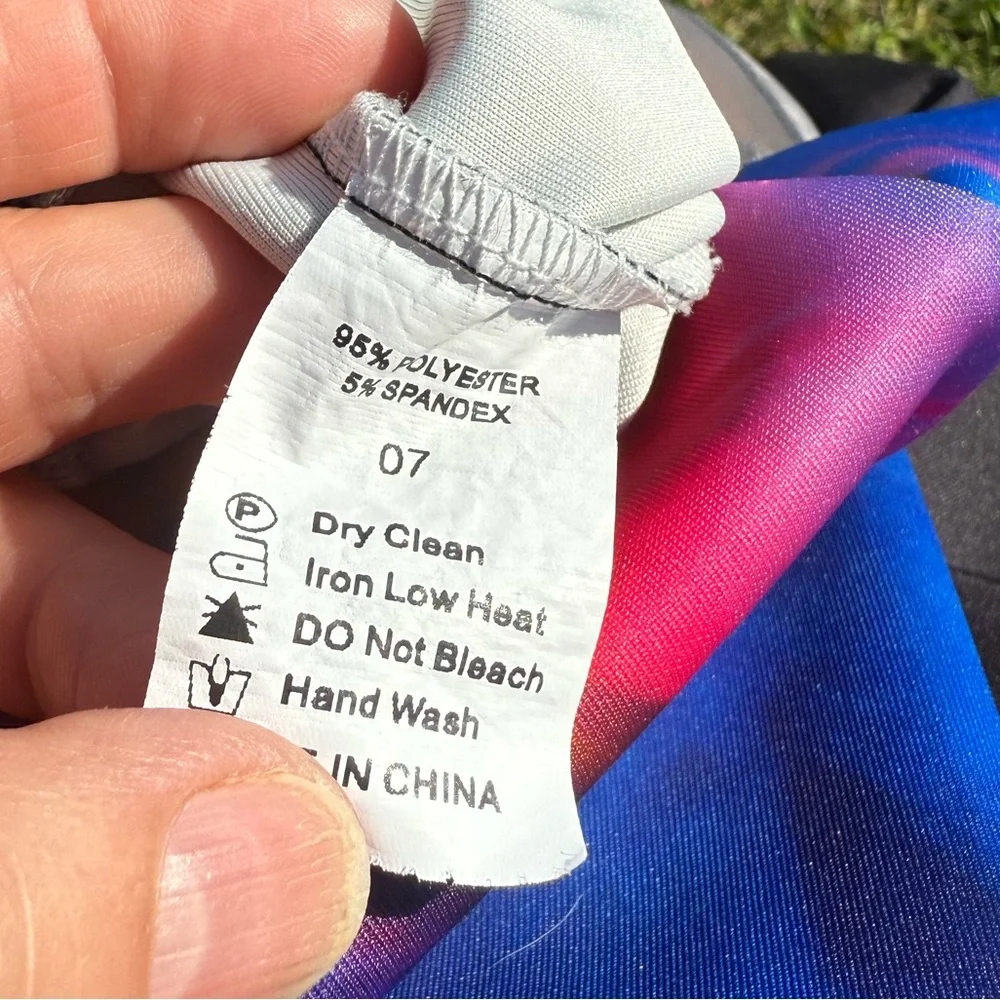 95% POLYESTER
5% SPANDEX
07
P Dry Clean
Iron Low Heat
DO Not Bleach
Hand Wash
IN CHINA